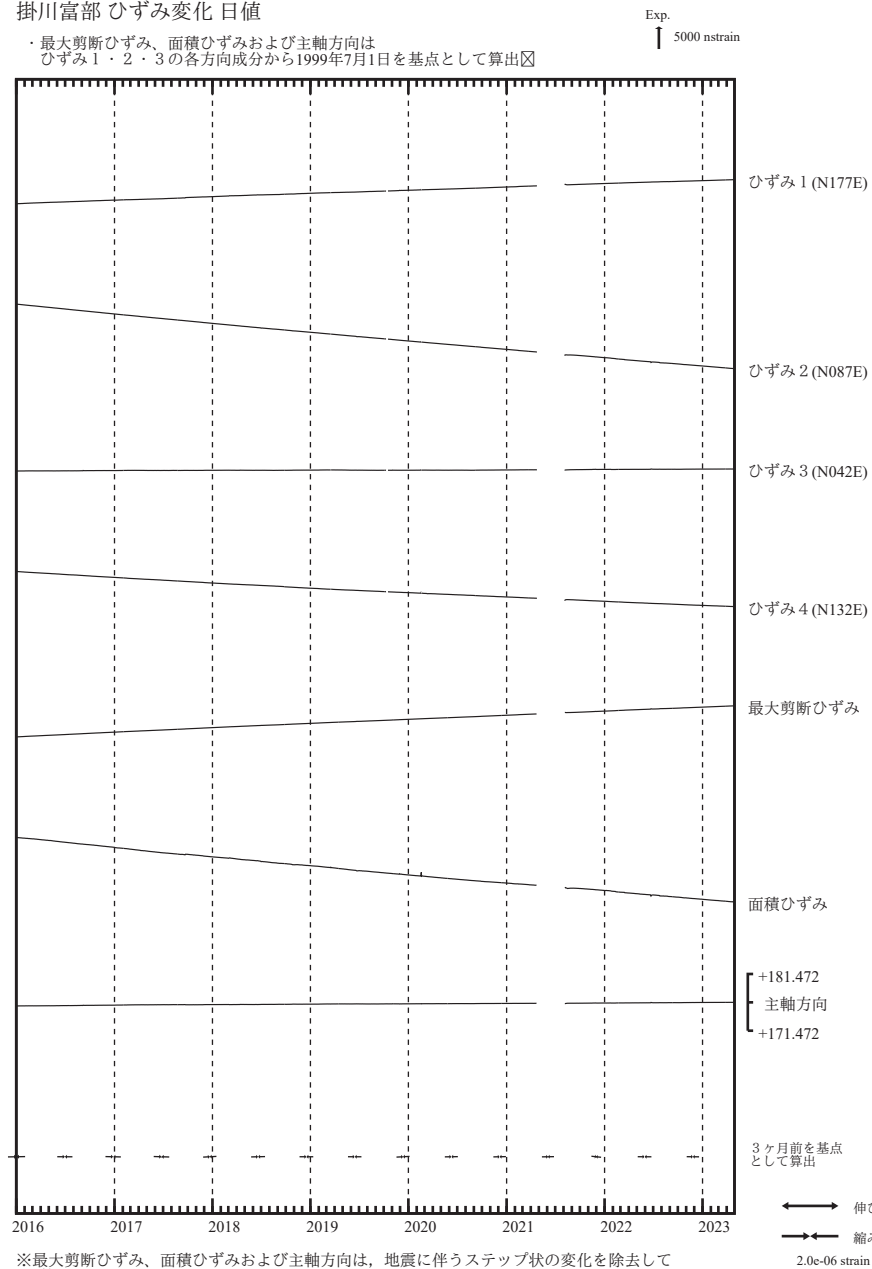 掛川富部 ひずみ変化 日値
・最大剪断ひずみ、面積ひずみおよび主軸方向は
ひずみ１・２・３の各方向成分から1999年7月1日を基点として算出
Exp.
5000 nstrain
ひずみ１(N177E)
ひずみ２(N087E)
ひずみ３(N042E)
ひずみ４(N132E)
最大剪断ひずみ
面積ひずみ
+181.472
主軸方向
+171.472
３ヶ月前を基点
として算出
2016 2017 2018 2019 2020 2021 2022 2023
伸び
縮み
2.0e-06 strain
※最大剪断ひずみ、面積ひずみおよび主軸方向は，地震に伴うステップ状の変化を除去して